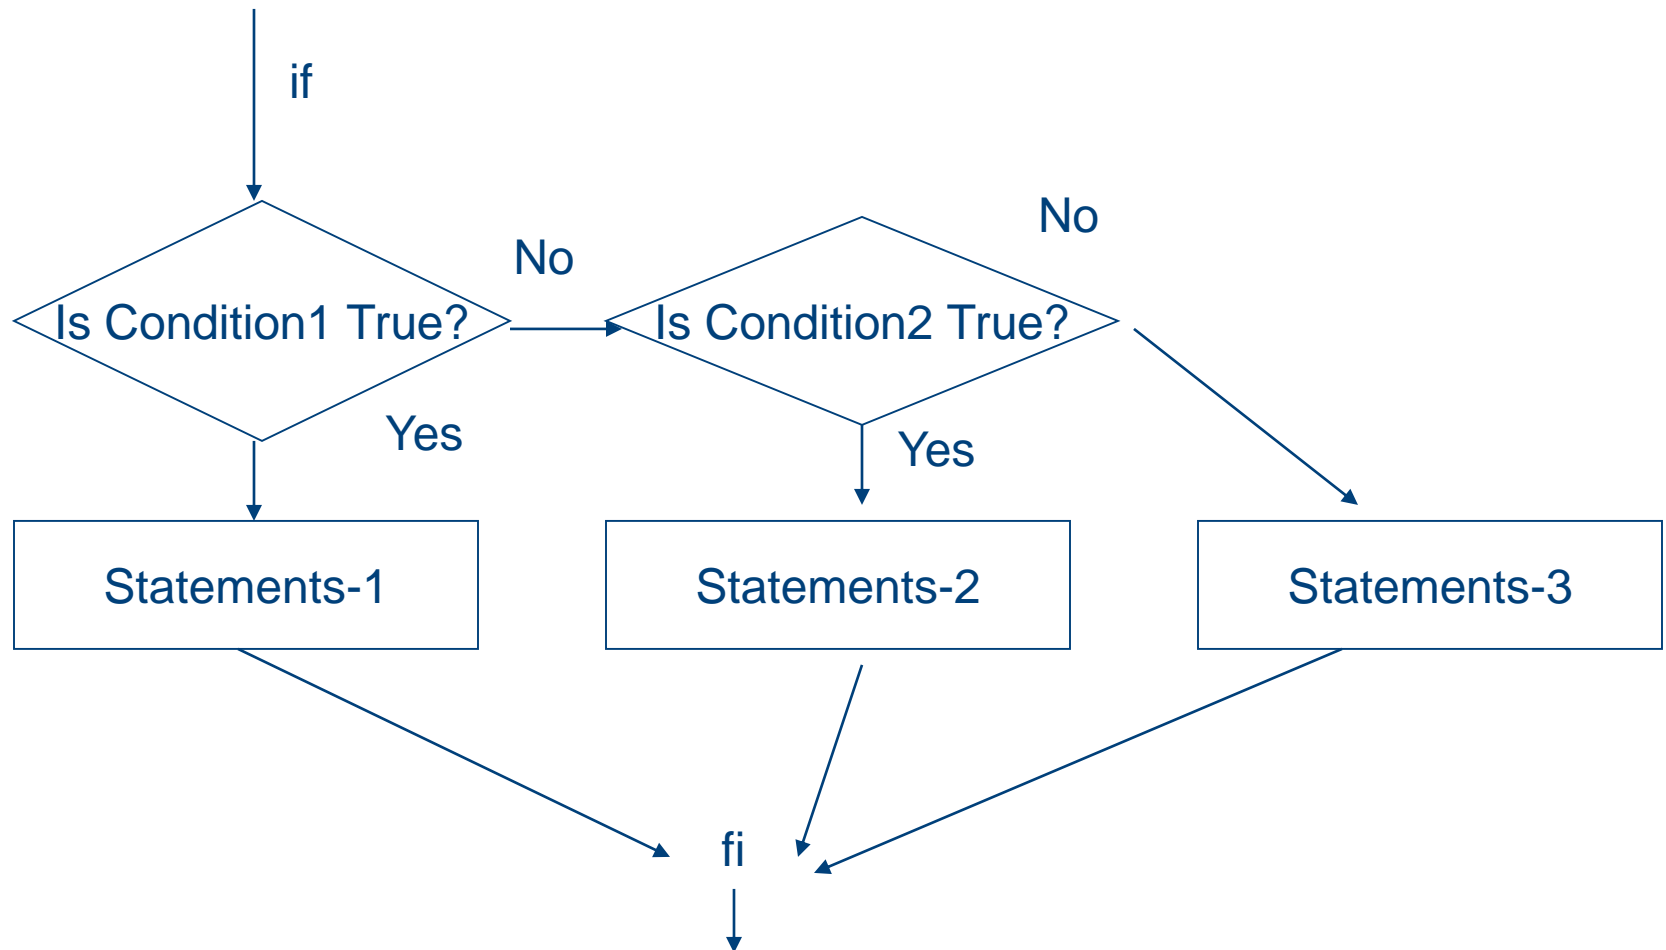 if
No
No
Is Condition1 True?
Is Condition2 True?
Yes
Yes
Statements-1
Statements-2
Statements-3
fi